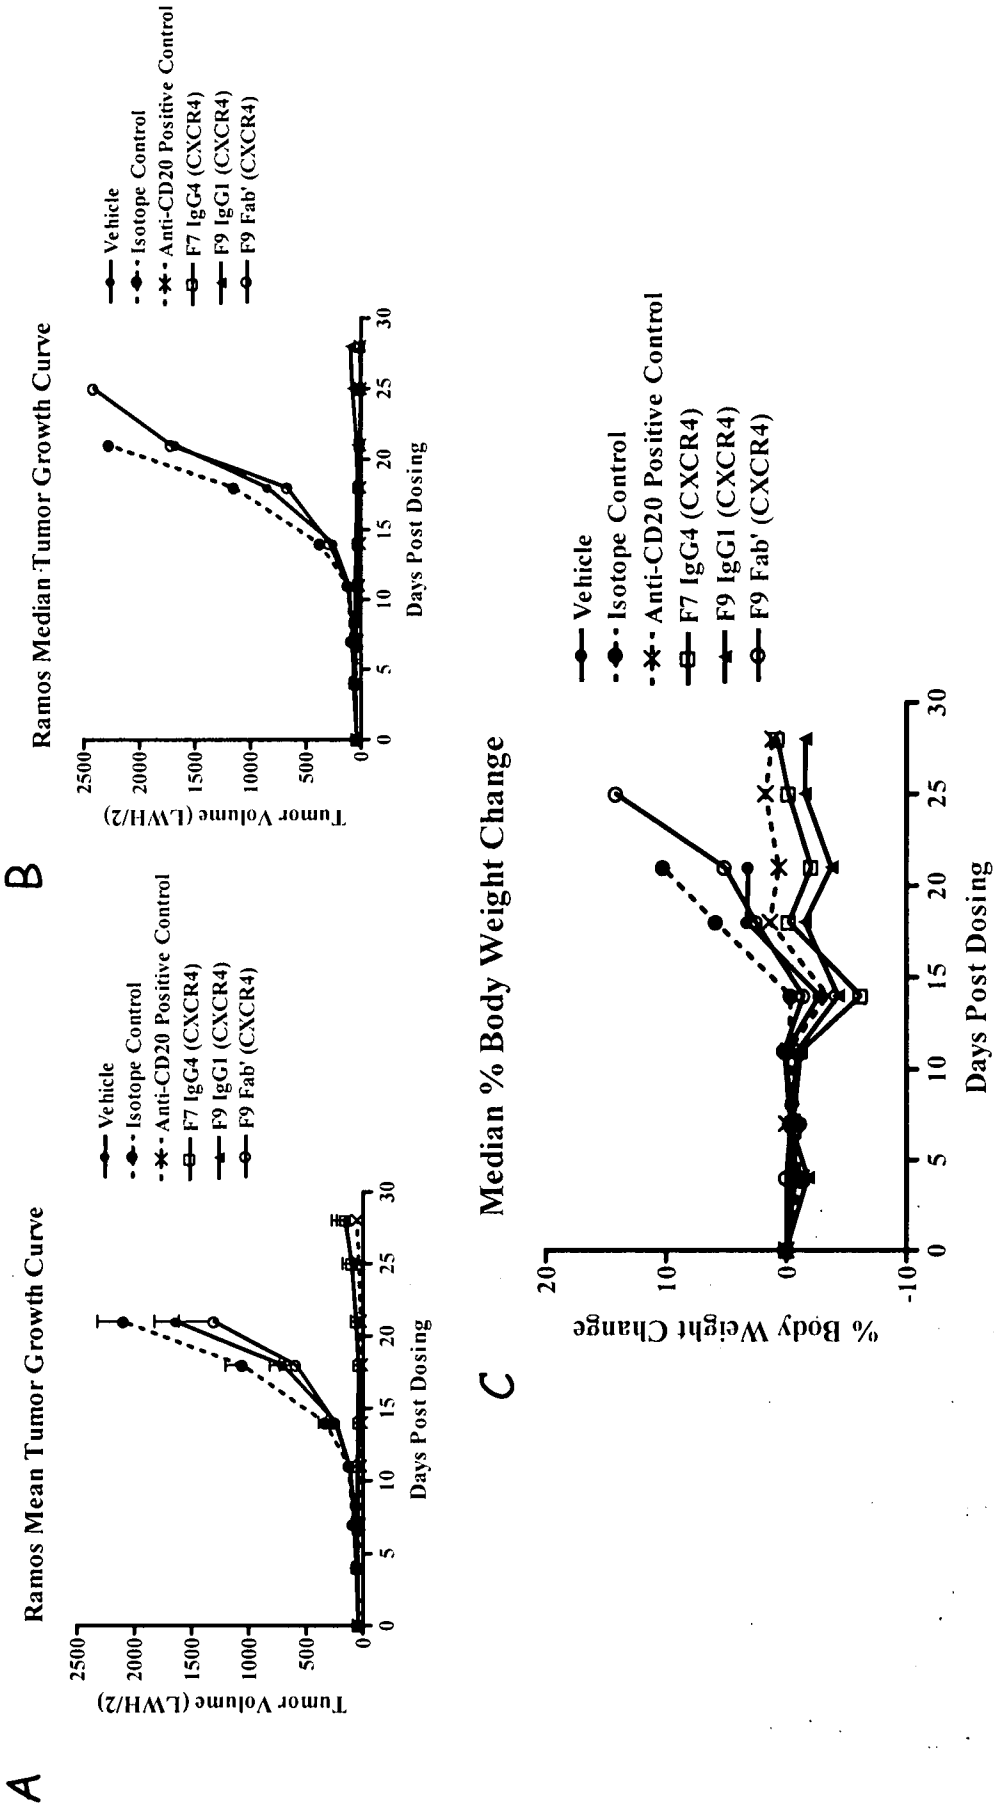 A
Ramos Mean Tumor Growth Curve
Tumor Volume (LWH/2)
2500
2000
1500
1000
500
0
0 5 10 15 20 25 30
Days Post Dosing
Vehicle
Isotope Control
Anti-CD20 Positive Control
F7 IgG4 (CXCR4)
F9 IgG1 (CXCR4)
F9 Fab' (CXCR4)
B
Ramos Median Tumor Growth Curve
Tumor Volume (LWH/2)
2500
2000
1500
1000
500
0
0 5 10 15 20 25 30
Days Post Dosing
Vehicle
Isotope Control
Anti-CD20 Positive Control
F7 IgG4 (CXCR4)
F9 IgG1 (CXCR4)
F9 Fab' (CXCR4)
C
Median % Body Weight Change
% Body Weight Change
20
10
0
-10
0 5 10 15 20 25 30
Days Post Dosing
Vehicle
Isotope Control
Anti-CD20 Positive Control
F7 IgG4 (CXCR4)
F9 IgG1 (CXCR4)
F9 Fab' (CXCR4)